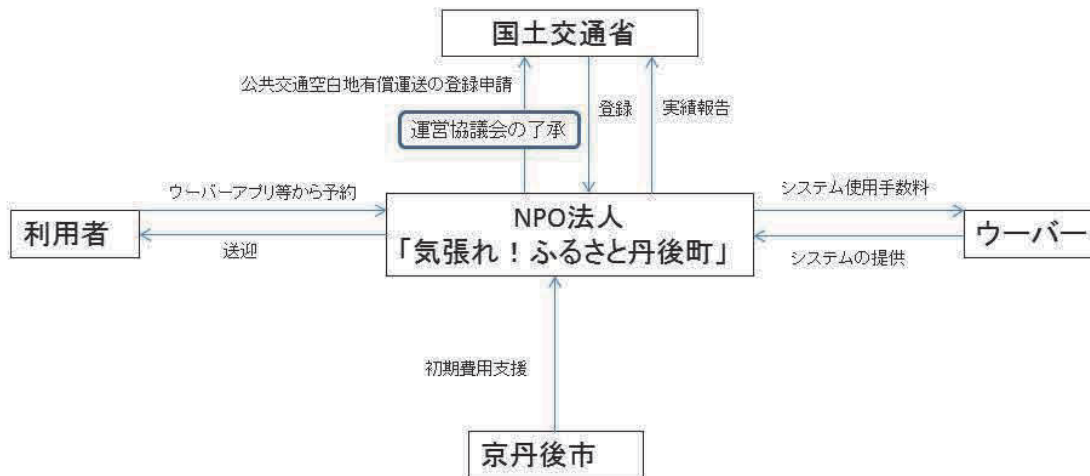 国土交通省
公共交通空白地有償運送の登録申請
登録
実績報告
運営協議会の了承
ウーバーアプリ等から予約
システム使用手数料
利用者
NPO法人
「気張れ！ふるさと丹後町」
ウーバー
送迎
システムの提供
初期費用支援
京丹後市